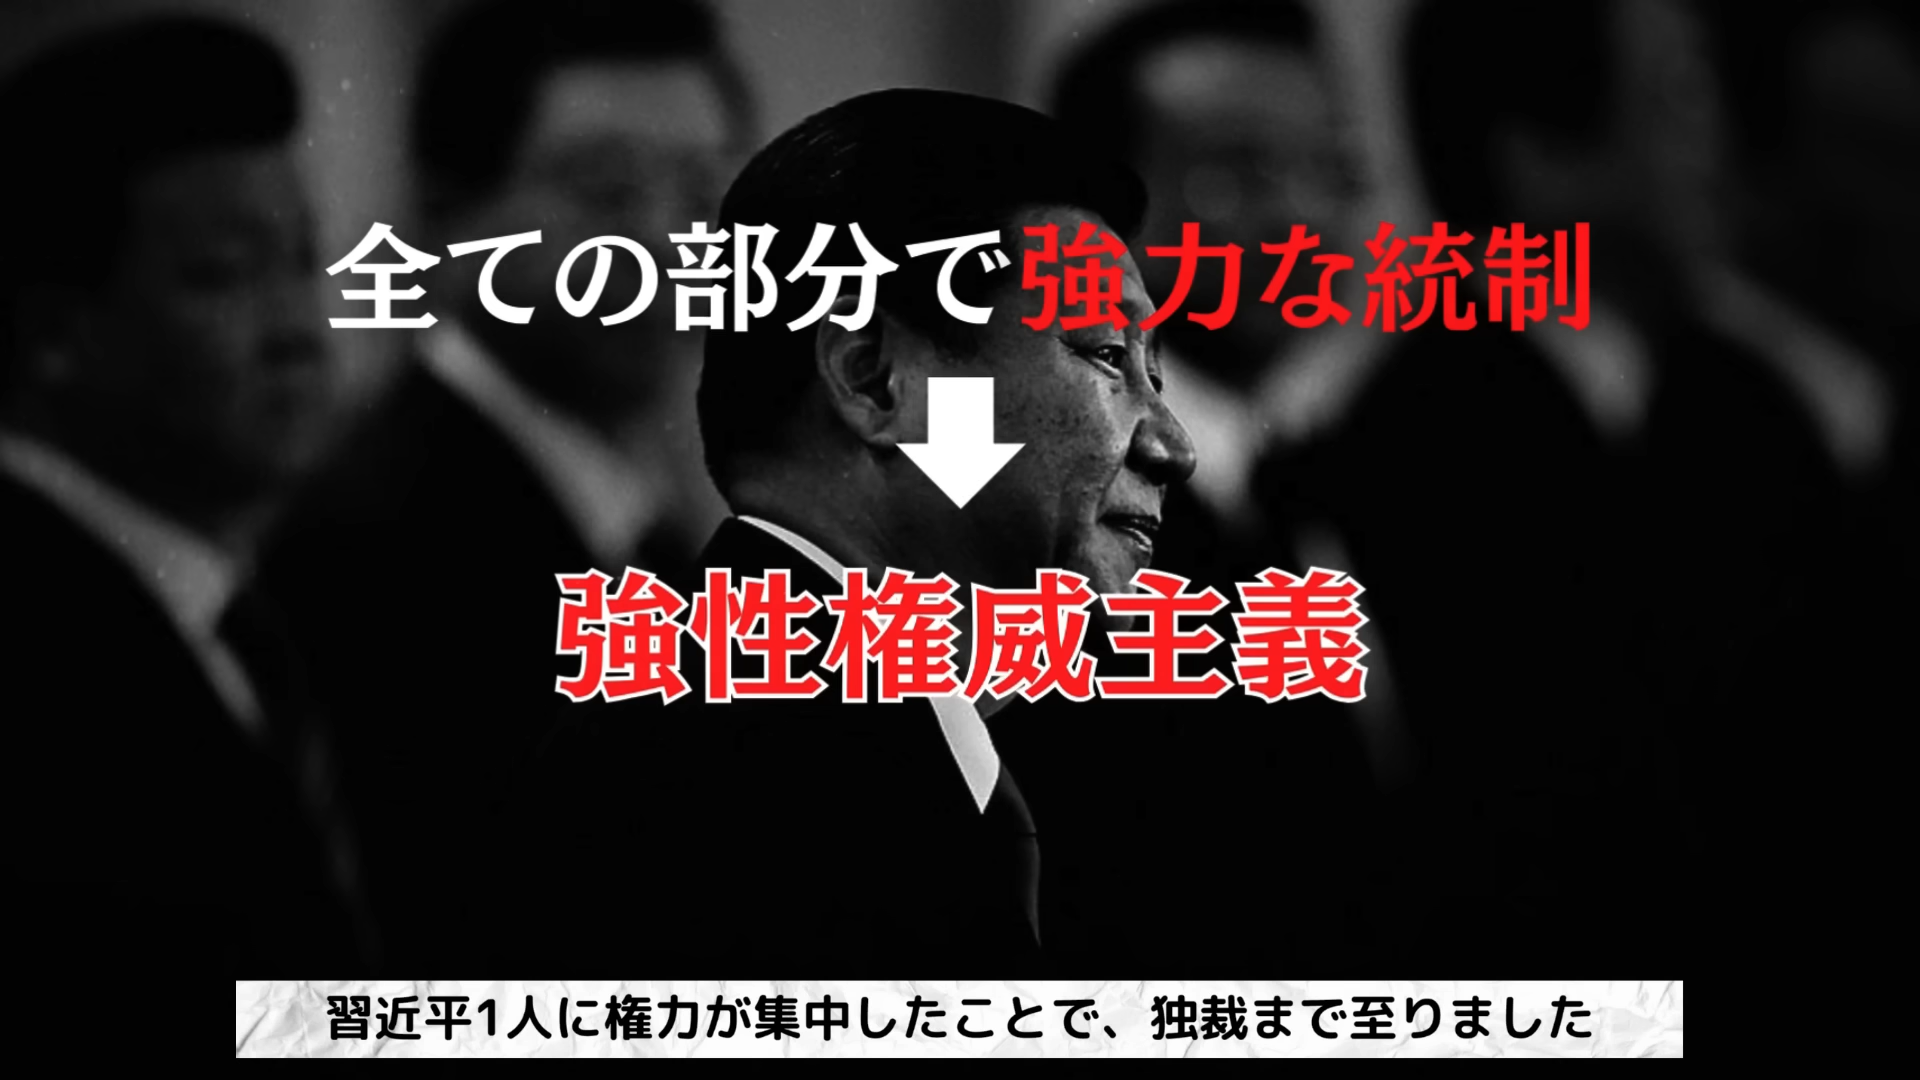 全ての部分で強力な統制
強性権威主義
習近平1人に権力が集中したことで、独裁まで至りました